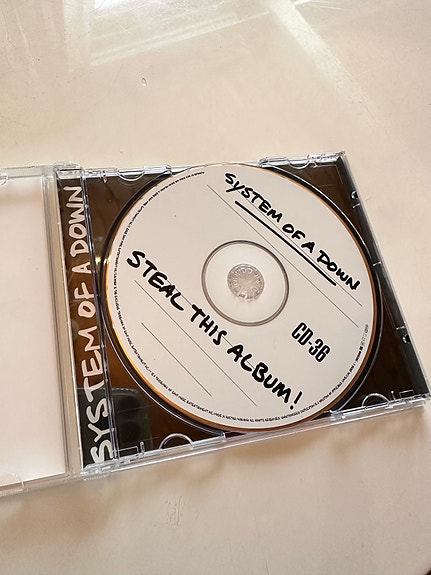 SYSTEM OF A DOWN
SYSTEM OF A DOWN
STEAL THIS ALBUM!
CD-36